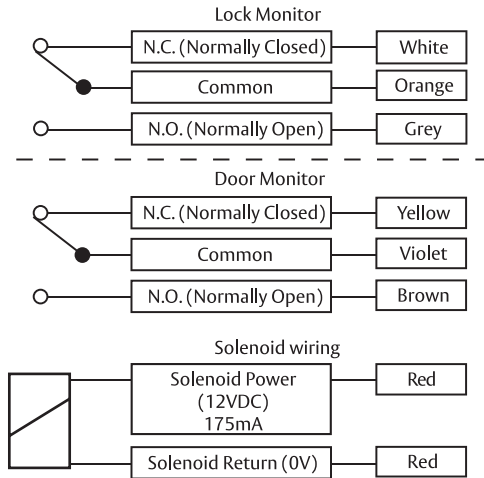 Lock Monitor
N.C. (Normally Closed) White
Common Orange
N.O. (Normally Open) Grey
Door Monitor
N.C. (Normally Closed) Yellow
Common Violet
N.O. (Normally Open) Brown
Solenoid wiring
Solenoid Power Red
(12VDC)
175mA
Solenoid Return (0V) Red